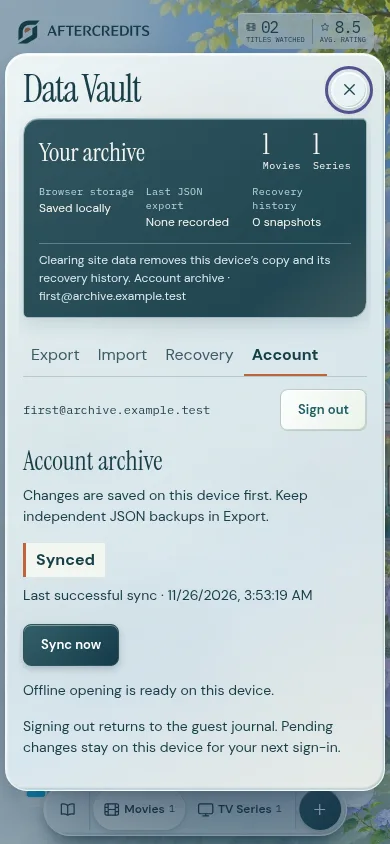 AFTERCREDITS
02
TITLES WATCHED
8.5
AVG. RATING
Data Vault
Your archive
1
Movies
1
Series
Browser storage
Saved locally
Last JSON
export
None recorded
Recovery
history
0 snapshots
Clearing site data removes this device's copy and its
recovery history. Account archive ·
first@archive.example.test
Export Import Recovery Account
first@archive.example.test
Sign out
Account archive
Changes are saved on this device first. Keep
independent JSON backups in Export.
Synced
Last successful sync · 11/26/2026, 3:53:19 AM
Sync now
Offline opening is ready on this device.
Signing out returns to the guest journal. Pending
changes stay on this device for your next sign-in.
Movies 1
TV Series 1